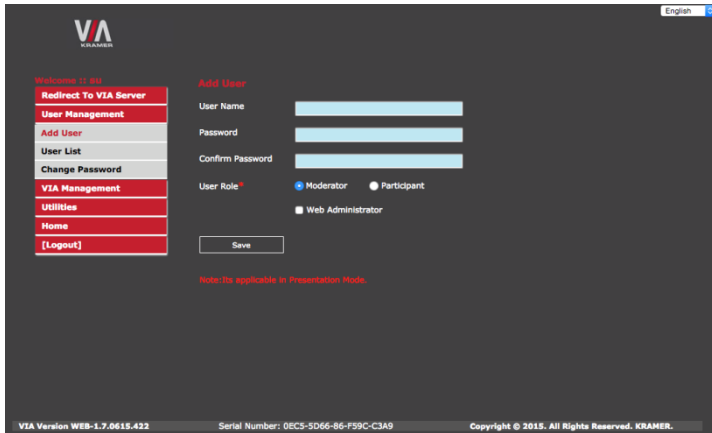 English
VIA
KRAMER
Welcome :: su
Redirect To VIA Server
User Management
Add User
User List
Change Password
VIA Management
Utilities
Home
[Logout]
Add User
User Name
Password
Confirm Password
User Role*
Moderator Participant
Web Administrator
Save
Note:Its applicable in Presentation Mode.
VIA Version WEB-1.7.0615.422 Serial Number: 0EC5-5D66-86-F59C-C3A9 Copyright © 2015. All Rights Reserved. KRAMER.